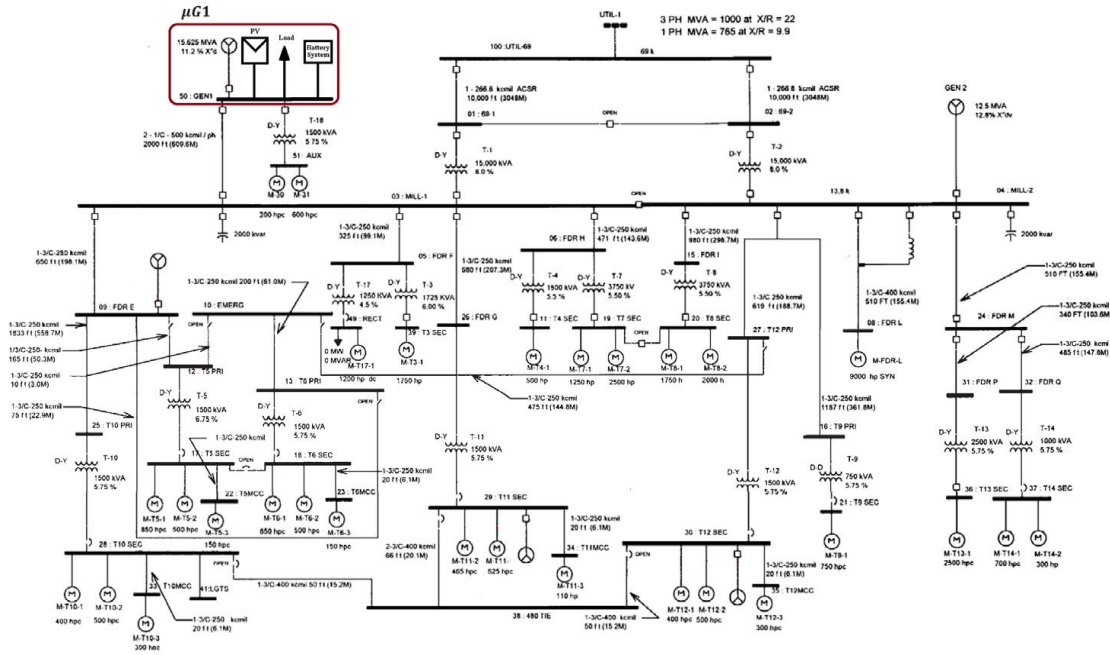 μG1
UTIL-1
3 PH MVA = 1000 at X/R = 22
1 PH MVA = 765 at X/R = 9.9
15.625 MVA
11.2 % X"d
PV
Load
Battery
System
50 : GEN1
100 : UTIL-69
69 k
1 - 266.8 kcmil ACSR
10,000 ft (3048M)
1 - 266.8 kcmil ACSR
10,000 ft (3048M)
GEN 2
12.5 MVA
12.8% X"dv
01 : 69-1
OPEN
02 : 69-2
2 - 1/C - 500 kcmil / ph
2000 ft (609.6M)
D-Y
T-18
1500 kVA
5.75 %
51 : AUX
M-30
M-31
200 hpc
600 hpc
D-Y
T-1
15,000 kVA
8.0 %
D-Y
T-2
15,000 kVA
8.0 %
03 : MILL-1
OPEN
13.8 k
04 : MILL-2
2000 kvar
2000 kvar
1-3/C-250 kcmil
650 ft (198.1M)
1-3/C-250 kcmil
325 ft (99.1M)
1-3/C-250 kcmil
680 ft (207.3M)
1-3/C-250 kcmil
471 ft (143.6M)
1-3/C-250 kcmil
980 ft (298.7M)
1-3/C-250 kcmil
619 ft (188.7M)
1-3/C-400 kcmil
510 FT (155.4M)
1-3/C-250 kcmil
510 FT (155.4M)
1-3/C-250 kcmil
340 FT (103.6M)
1-3/C-250 kcmil
485 ft (147.8M)
1-3/C-250 kcmil 200 ft (61.0M)
05 : FDR F
06 : FDR H
15 : FDR I
08 : FDR L
M-FDR-L
9000 hp SYN
24 : FDR M
31 : FDR P
32 : FDR Q
09 : FDR E
OPEN
10 : EMERG
26 : FDR G
27 : T12 PRI
D-Y
T-17
1250 KVA
4.5 %
49 : RECT
0 MW
0 MVAR
M-T17-1
1200 hp dc
D-Y
T-3
1725 KVA
6.00 %
39 : T3 SEC
M-T3-1
1750 hp
D-Y
T-4
1500 kVA
5.5 %
11 : T4 SEC
M-T4-1
500 hp
D-Y
T-7
3750 kV
5.50 %
19 : T7 SEC
M-T7-1
M-T7-2
1250 hp
2500 hp
OPEN
D-Y
3750 kVA
5.50 %
20 : T8 SEC
M-T8-1
M-T8-2
1750 h
2000 h
1-3/C-250 kcmil
1833 ft (558.7M)
1/3/C-250- kcmil
165 ft (50.3M)
1-3/C-250 kcmil
10 ft (3.0M)
1-3/C-250 kcmil
75 ft (22.9M)
12 : T5 PRI
13 : T6 PRI
OPEN
1-3/C-250 kcmil
475 ft (144.8M)
1-3/C-250 kcmil
1187 ft (361.8M)
16 : T9 PRI
25 : T10 PRI
D-Y
T-10
1500 kVA
5.75 %
D-Y
T-5
1500 kVA
6.75 %
D-Y
T-6
1500 kVA
5.75 %
1-3/C-250 kcmil
17 : T5 SEC
OPEN
18 : T6 SEC
1-3/C-250 kcmil
20 ft (6.1M)
22 : T5MCC
23 : T6MCC
M-T5-1
M-T5-2
M-T5-3
850 hpc
500 hpc
150 hpc
M-T6-1
M-T6-2
M-T6-3
650 hpc
500 hpc
150 hpc
D-Y
T-11
1500 kVA
5.75 %
29 : T11 SEC
M-T11-2
465 hpc
M-T11-
625 hpc
1-3/C-250 kcmil
20 ft (6.1M)
34 : T11MCC
M-T11-3
110 hp
D-Y
T-12
1500 kVA
5.75 %
D-D
T-9
750 kVA
5.75 %
21 : T9 SEC
M-T9-1
750 hpc
D-Y
T-13
2500 kVA
5.75 %
D-Y
T-14
1000 kVA
5.75 %
36 : T13 SEC
37 : T14 SEC
M-T13-1
2500 hpc
M-T14-1
M-T14-2
700 hpc
300 hp
28 : T10 SEC
OPEN
33 : T10MCC
41:LGTS
M-T10-1
M-T10-2
400 hpc
500 hpc
M-T10-3
300 hpc
1-3/C-250 kcmil
20 ft (6.1M)
1-3/C-400 kcmil 50 ft (15.2M)
2-3/C-400 kcmil
66 ft (20.1M)
38 : 480 TIE
1-3/C-400 kcmil
50 ft (15.2M)
OPEN
30 : T12 SEC
1-3/C-250 kcmil
20 ft (6.1M)
35 : T12MCC
M-T12-1
M-T12-2
400 hpc
500 hpc
M-T12-3
300 hpc